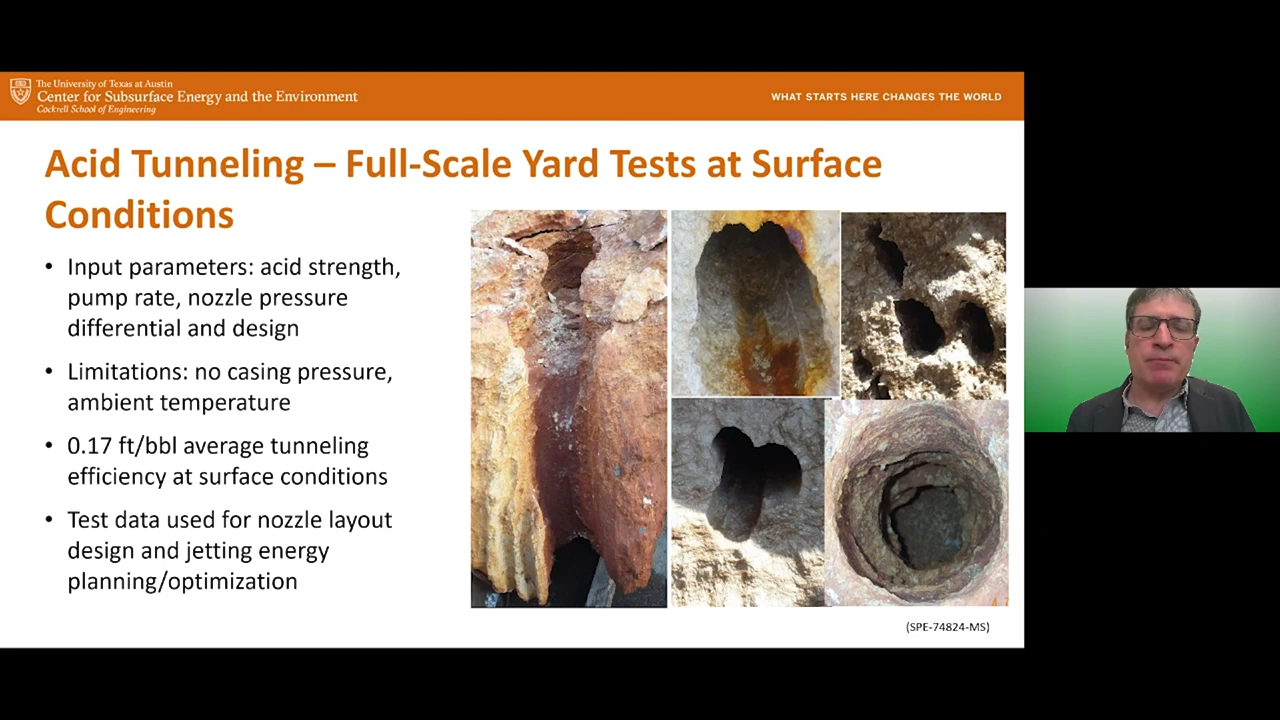 The University of Texas at Austin
Center for Subsurface Energy and the Environment
Cockrell School of Engineering
WHAT STARTS HERE CHANGES THE WORLD
Acid Tunneling – Full-Scale Yard Tests at Surface
Conditions
• Input parameters: acid strength,
pump rate, nozzle pressure
differential and design
• Limitations: no casing pressure,
ambient temperature
• 0.17 ft/bbl average tunneling
efficiency at surface conditions
• Test data used for nozzle layout
design and jetting energy
planning/optimization
(SPE-74824-MS)